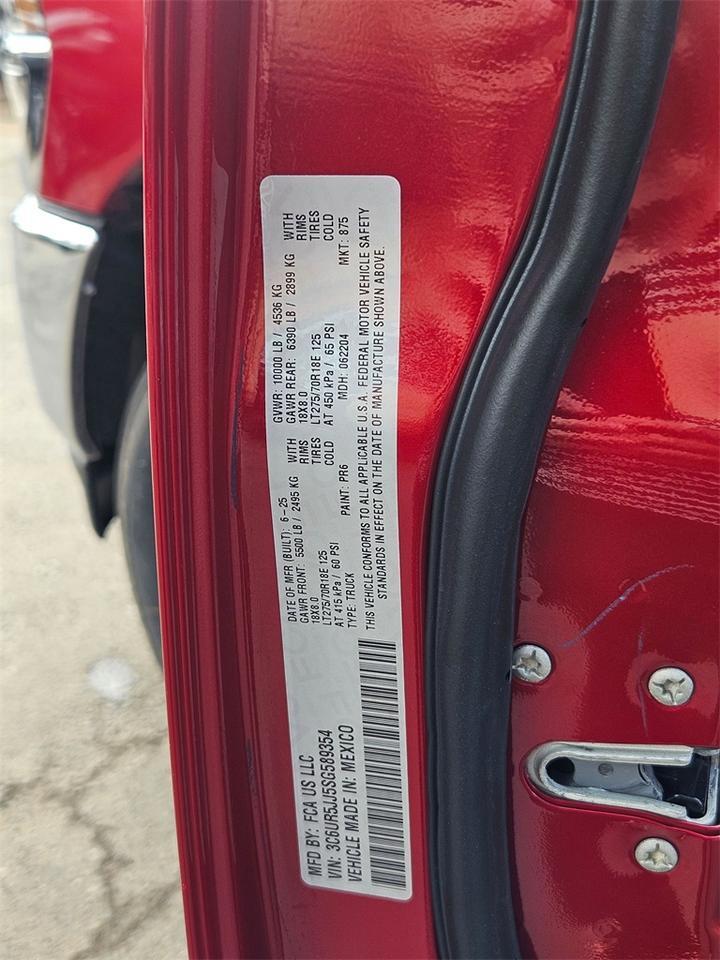 MFD BY: FCA US LLC
VIN: 3C6UR5JJ5SG589354
VEHICLE MADE IN: MEXICO
DATE OF MFR (BUILT): 6-25 GVWR: 10000 LB / 4536 KG
GAWR FRONT: 5500 LB / 2495 KG WITH GAWR REAR: 6390 LB / 2899 KG WITH
18X8.0 RIMS 18X8.0 RIMS
LT275/70R18E 125 TIRES LT275/70R18E 125 TIRES
AT 415 kPa / 60 PSI COLD AT 450 kPa / 65 PSI COLD
TYPE: TRUCK PAINT: PR6 MDH: 062204 MKT: 875
THIS VEHICLE CONFORMS TO ALL APPLICABLE U.S.A. FEDERAL MOTOR VEHICLE SAFETY
STANDARDS IN EFFECT ON THE DATE OF MANUFACTURE SHOWN ABOVE.